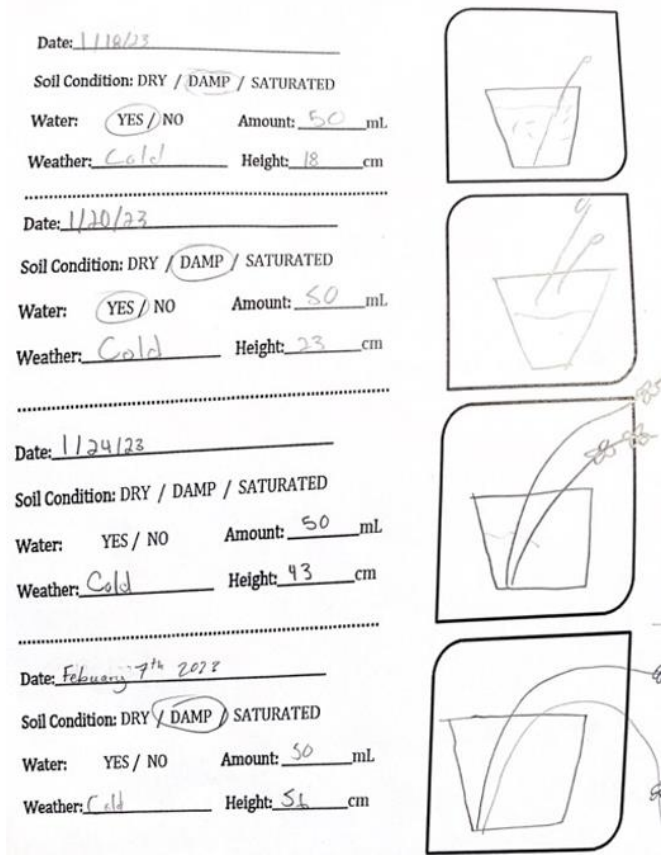 Date: 1/18/23
Soil Condition: DRY / DAMP / SATURATED
Water: YES / NO Amount: 50 mL
Weather: Cold Height: 18 cm
Date: 1/20/23
Soil Condition: DRY / DAMP / SATURATED
Water: YES / NO Amount: 50 mL
Weather: Cold Height: 23 cm
Date: 1/24/23
Soil Condition: DRY / DAMP / SATURATED
Water: YES / NO Amount: 50 mL
Weather: Cold Height: 43 cm
Date: Febuary 7th
Soil Condition: DRY / DAMP / SATURATED
Water: YES / NO Amount: 50 mL
Weather: Cold Height: cm